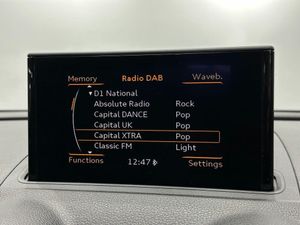 Memory Radio DAB Waveb.
D1 National
Absolute Radio Rock
Capital DANCE Pop
Capital UK Pop
Capital XTRA Pop
Classic FM Light
Functions 12:47 Settings